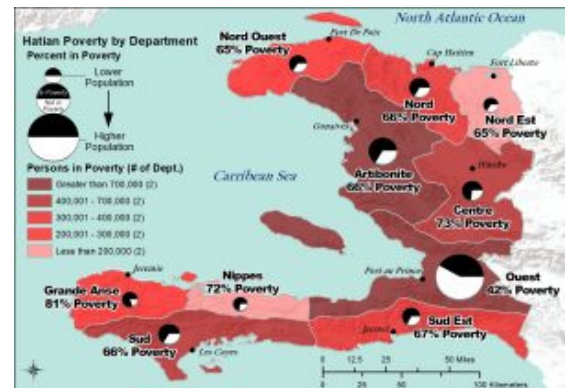 Hatian Poverty by Department
Percent in Poverty
Lower
Population
In Poverty
Not in
Poverty
Higher
Population
Persons in Poverty (# of Dept.)
Greater than 700,000 (2)
400,001 - 700,000 (2)
300,001 - 400,000 (2)
200,001 - 300,000 (2)
Less than 200,000 (2)
North Atlantic Ocean
Port De Paix
Nord Ouest
65% Poverty
Cap Haitien
Fort Liberte
Nord
66% Poverty
Nord Est
65% Poverty
Gonaives
Artibonite
66% Poverty
Hinche
Centre
73% Poverty
Carribean Sea
Port au Prince
Ouest
42% Poverty
Jeremie
Grande Anse
81% Poverty
Nippes
72% Poverty
Sud
66% Poverty
Les Cayes
Jacmel
Sud Est
67% Poverty
0 12.5 25 50 Miles
0 25 50 100 Kilometers